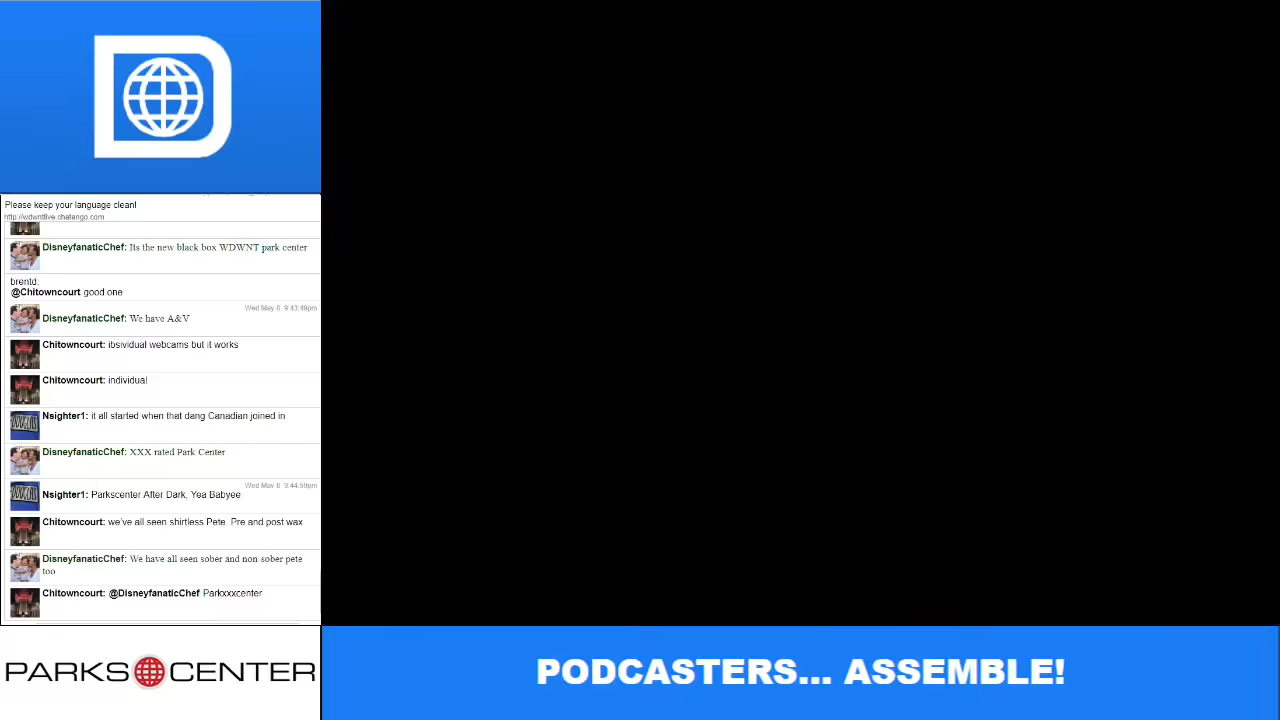 Please keep your language clean!
http://wdwntlive.chatango.com
DisneyfanaticChef: Its the new black box WDWNT park center
brentd:
@Chitowncourt good one
Wed May 8, 9:43:49pm
DisneyfanaticChef: We have A&V
Chitowncourt: ibsividual webcams but it works
Chitowncourt: individual
Nsighter1: it all started when that dang Canadian joined in
DisneyfanaticChef: XXX rated Park Center
Wed May 8, 9:44:59pm
Nsighter1: Parkscenter After Dark, Yea Babyee
Chitowncourt: we've all seen shirtless Pete. Pre and post wax
DisneyfanaticChef: We have all seen sober and non-sober pete
too
Chitowncourt: @DisneyfanaticChef Parkxxxcenter
PARKS CENTER
PODCASTERS... ASSEMBLE!